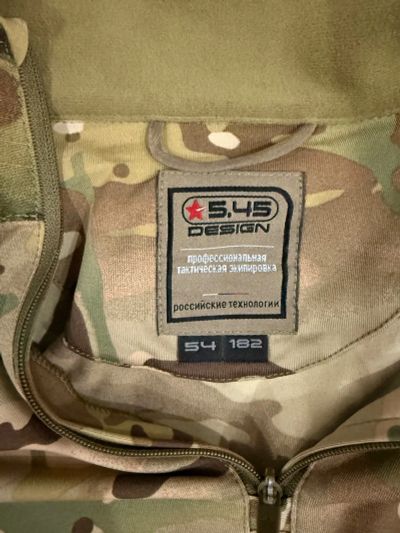 5.45
DESIGN
профессиональная
тактическая экипировка
российские технологии
54 182